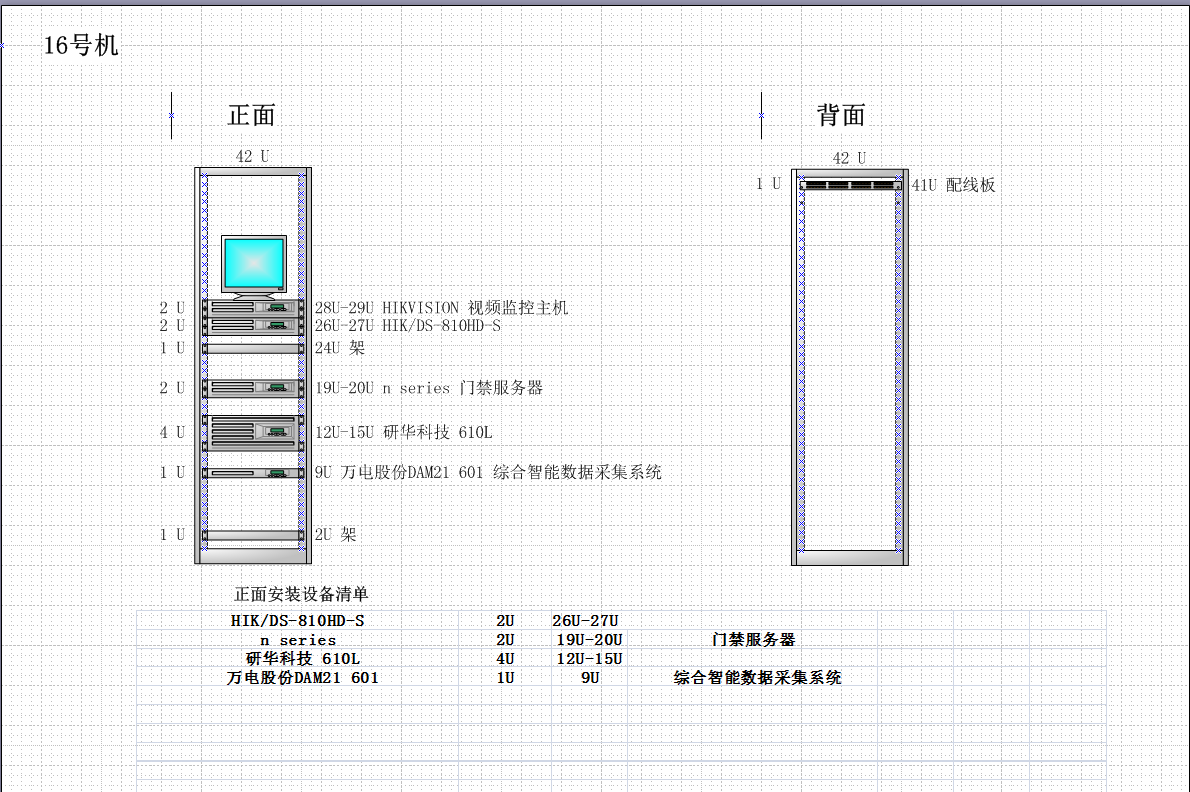 16号机
正面
背面
42 U
42 U
1 U 41U 配线板
2 U 28U-29U HIKVISION 视频监控主机
2 U 26U-27U HIK/DS-810HD-S
1 U 24U 架
2 U 19U-20U n series 门禁服务器
4 U 12U-15U 研华科技 610L
1 U 9U 万电股份DAM21 601 综合智能数据采集系统
1 U 2U 架
正面安装设备清单
HIK/DS-810HD-S 2U 26U-27U
n series 2U 19U-20U 门禁服务器
研华科技 610L 4U 12U-15U
万电股份DAM21 601 1U 9U 综合智能数据采集系统